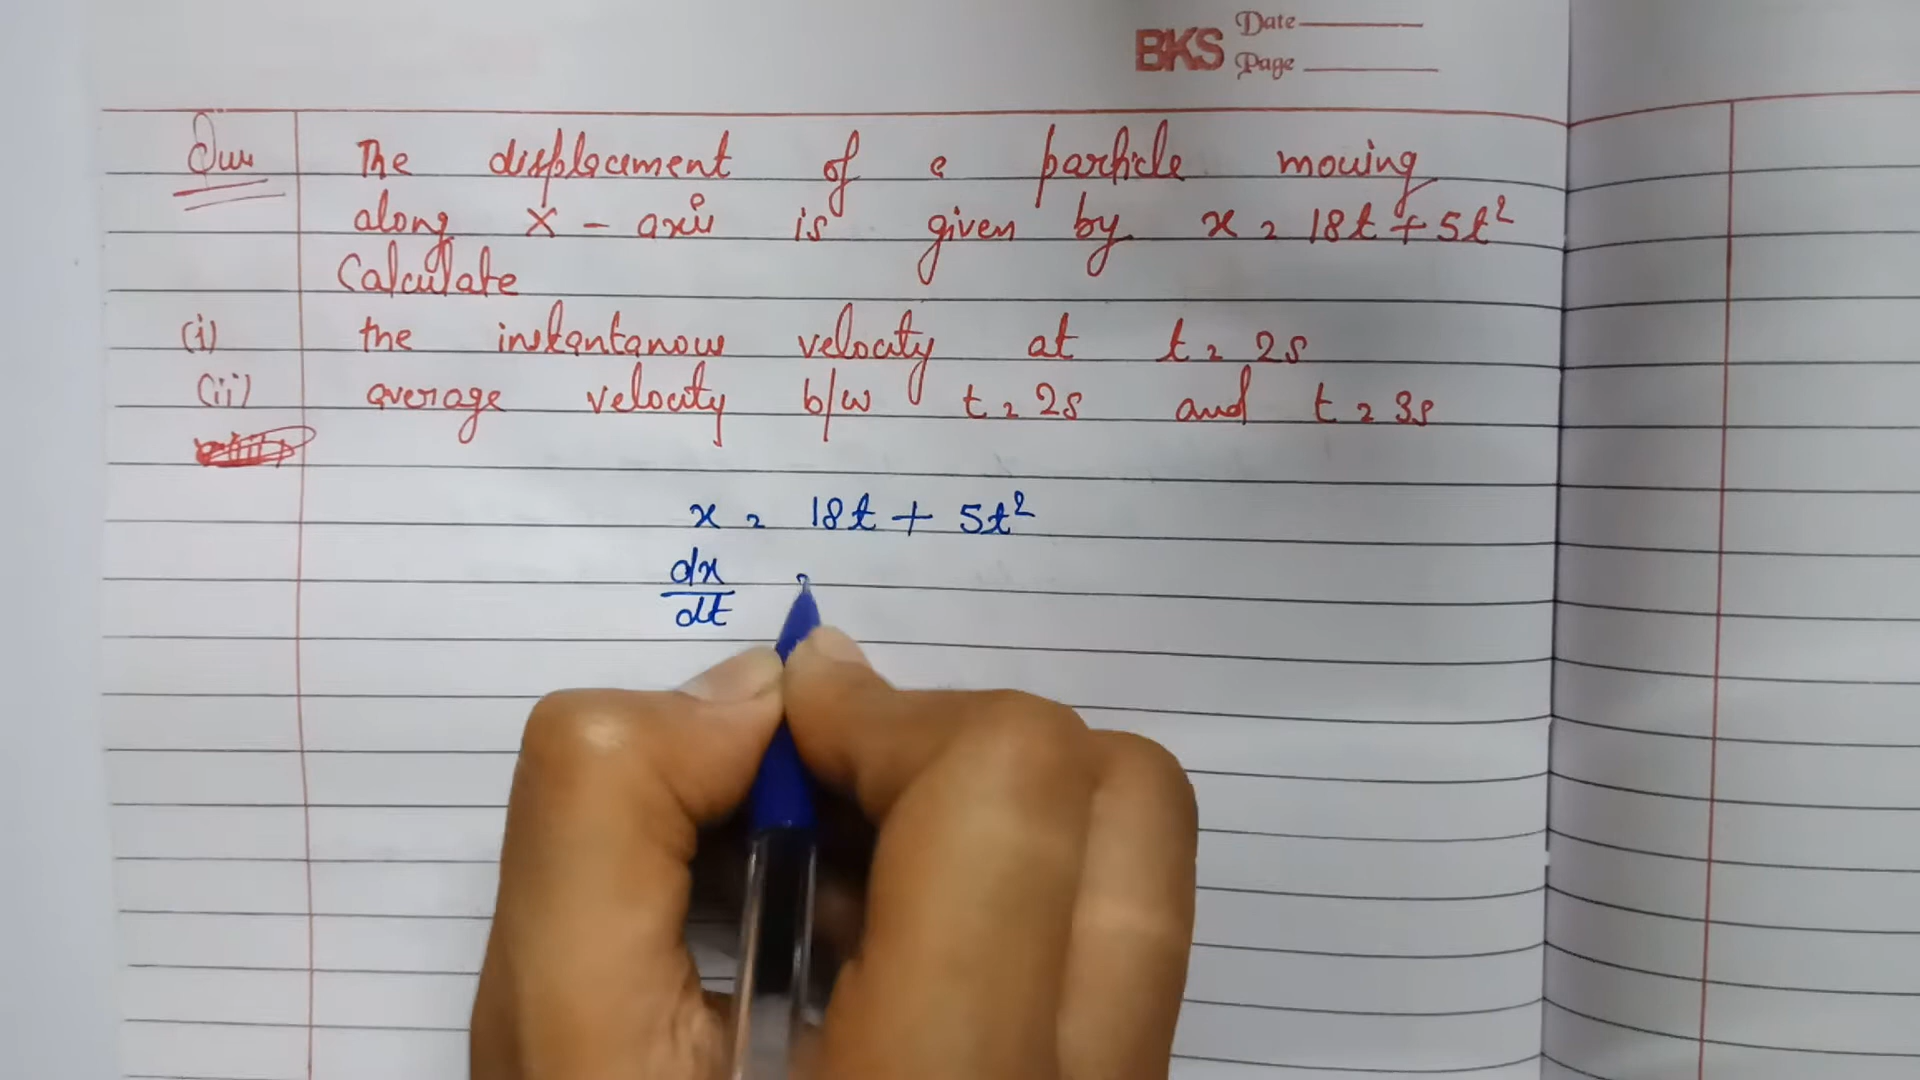 BKS Date
Page
Ques The displacement of a particle moving
along X - axis is given by x = 18t + 5t²
Calculate
(i) the instantanous velocity at t = 2s
(ii) average velocity b/w t = 2s and t = 3s
x = 18t + 5t²
dx
dt